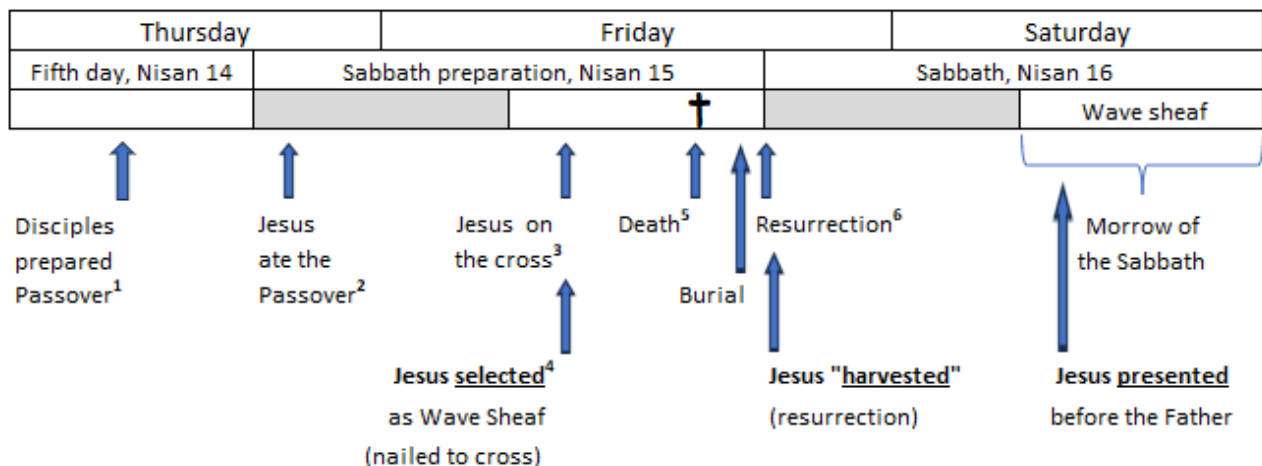 Thursday
Friday
Saturday
Fifth day, Nisan 14
Sabbath preparation, Nisan 15
Sabbath, Nisan 16
Wave sheaf
Disciples
prepared
Passover¹
Jesus
ate the
Passover²
Jesus on
the cross³
Death⁵
Burial
Resurrection⁶
Morrow of
the Sabbath
Jesus selected⁴
as Wave Sheaf
(nailed to cross)
Jesus "harvested"
(resurrection)
Jesus presented
before the Father